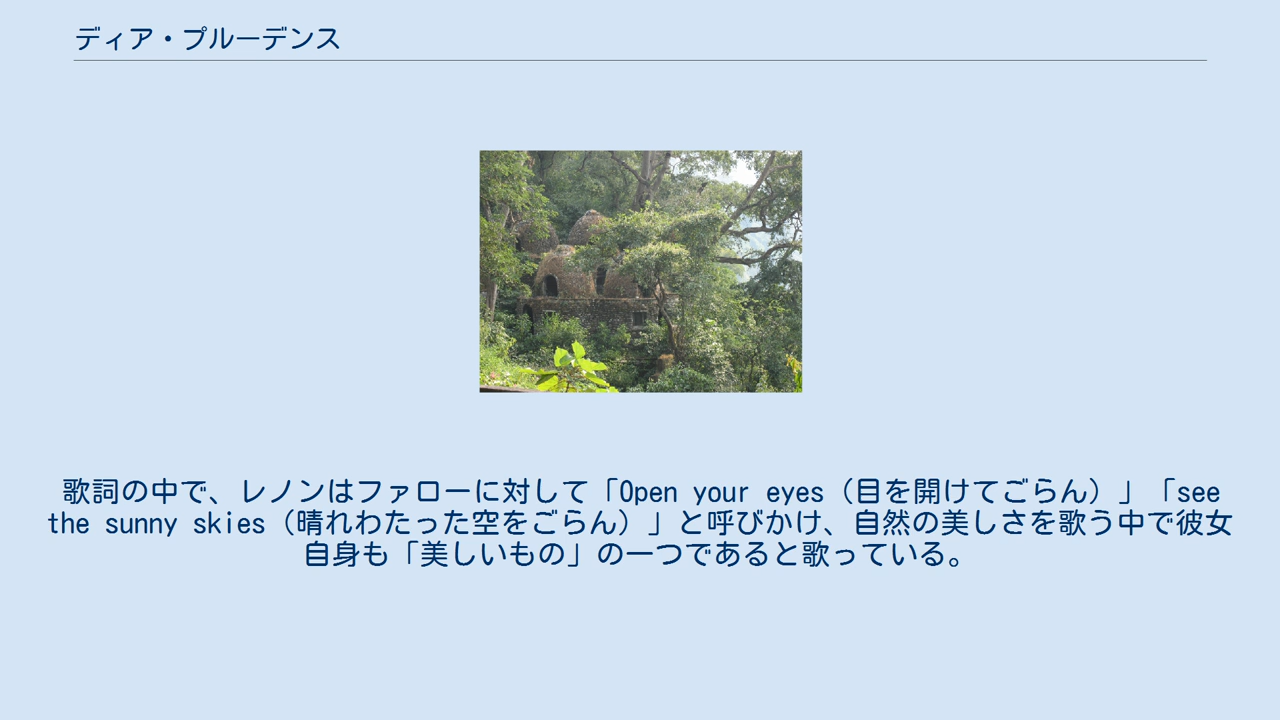 ディア・プルーデンス
歌詞の中で、レノンはファローに対して「Open your eyes（目を開けてごらん）」「see
the sunny skies（晴れわたった空をごらん）」と呼びかけ、自然の美しさを歌う中で彼女
自身も「美しいもの」の一つであると歌っている。